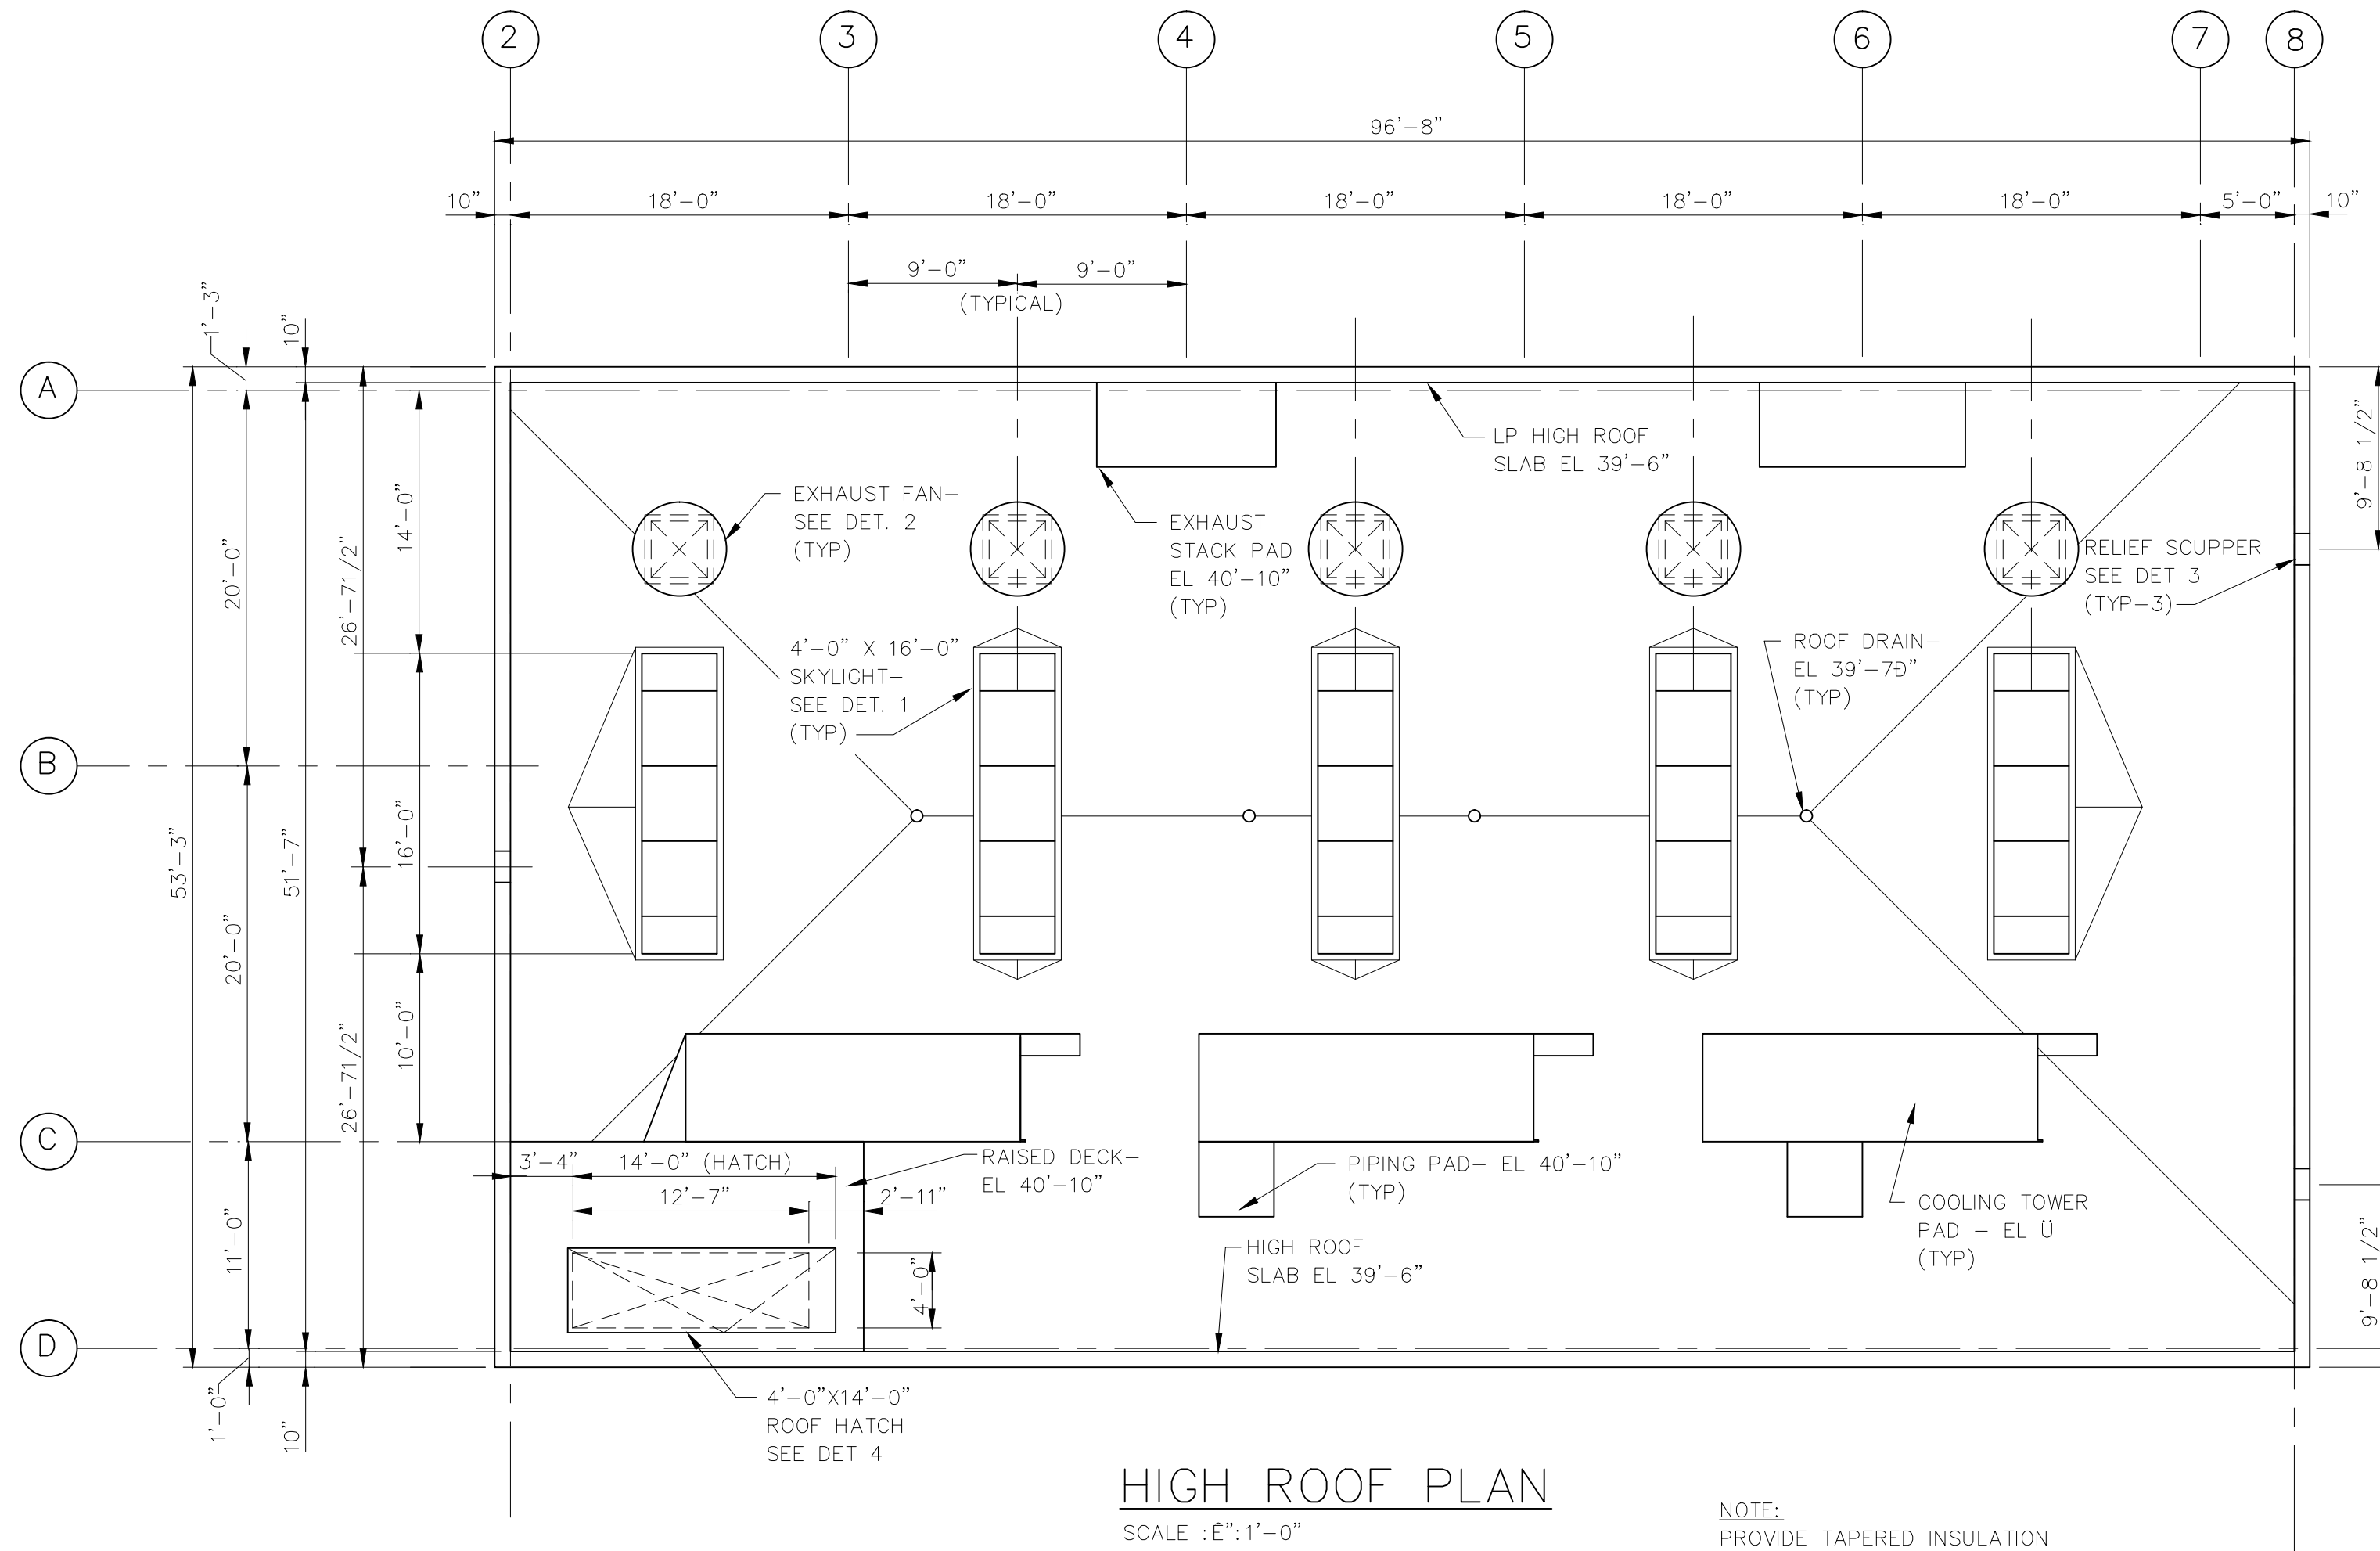 2 3 4 5 6 7 8
96'-8"
10" 18'-0" 18'-0" 18'-0" 18'-0" 18'-0" 5'-0" 10"
9'-0" 9'-0"
(TYPICAL)
1'-3"
10"
A
B
C
D
53'-3"
20'-0"
20'-0"
11'-0"
1'-0"
51'-7"
10"
26'-71/2"
26'-71/2"
14'-0"
16'-0"
10'-0"
9'-8 1/2"
9'-8 1/2"
LP HIGH ROOF
SLAB EL 39'-6"
EXHAUST FAN-
SEE DET. 2
(TYP)
EXHAUST
STACK PAD
EL 40'-10"
(TYP)
RELIEF SCUPPER
SEE DET 3
(TYP-3)
4'-0" X 16'-0"
SKYLIGHT-
SEE DET. 1
(TYP)
ROOF DRAIN-
EL 39'-7Ð"
(TYP)
3'-4" 14'-0" (HATCH)
12'-7" 2'-11"
4'-0"
RAISED DECK-
EL 40'-10"
PIPING PAD- EL 40'-10"
(TYP)
COOLING TOWER
PAD - EL Ü
(TYP)
HIGH ROOF
SLAB EL 39'-6"
4'-0"X14'-0"
ROOF HATCH
SEE DET 4
HIGH ROOF PLAN
SCALE :Ê":1'-0"
NOTE:
PROVIDE TAPERED INSULATION